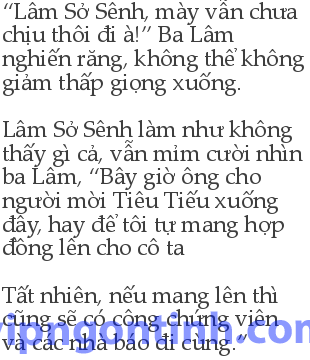 “Lâm Sở Sênh, mày vẫn chưa
chịu thôi đi à!” Ba Lâm
nghiến răng, không thể không
giảm thấp giọng xuống.
Lâm Sở Sênh làm như không
thấy gì cả, vẫn mỉm cười nhìn
ba Lâm, “Bây giờ ông cho
người mời Tiêu Tiếu xuống
đây, hay để tôi tự mang hợp
đồng lên cho cô ta
Tất nhiên, nếu mang lên thì
cũng sẽ có công chứng viên
và các nhà báo đi cùng.”
vipngontinh.com